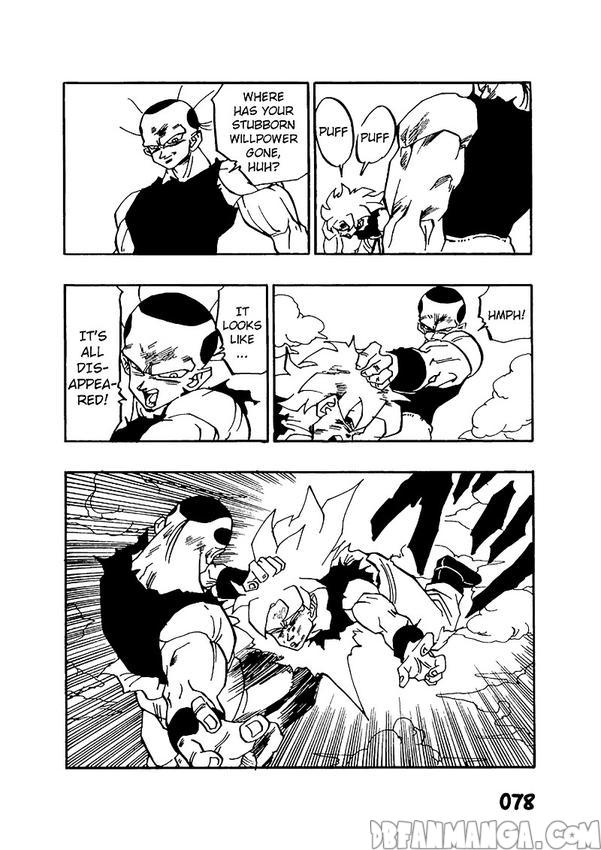 WHERE
HAS YOUR
STUBBORN
WILLPOWER
GONE,
HUH?
PUFF
PUFF
IT
LOOKS
LIKE
...
IT'S
ALL
DIS-
APPEA-
RED!
HMPH!
078
DBFANMANGA.COM